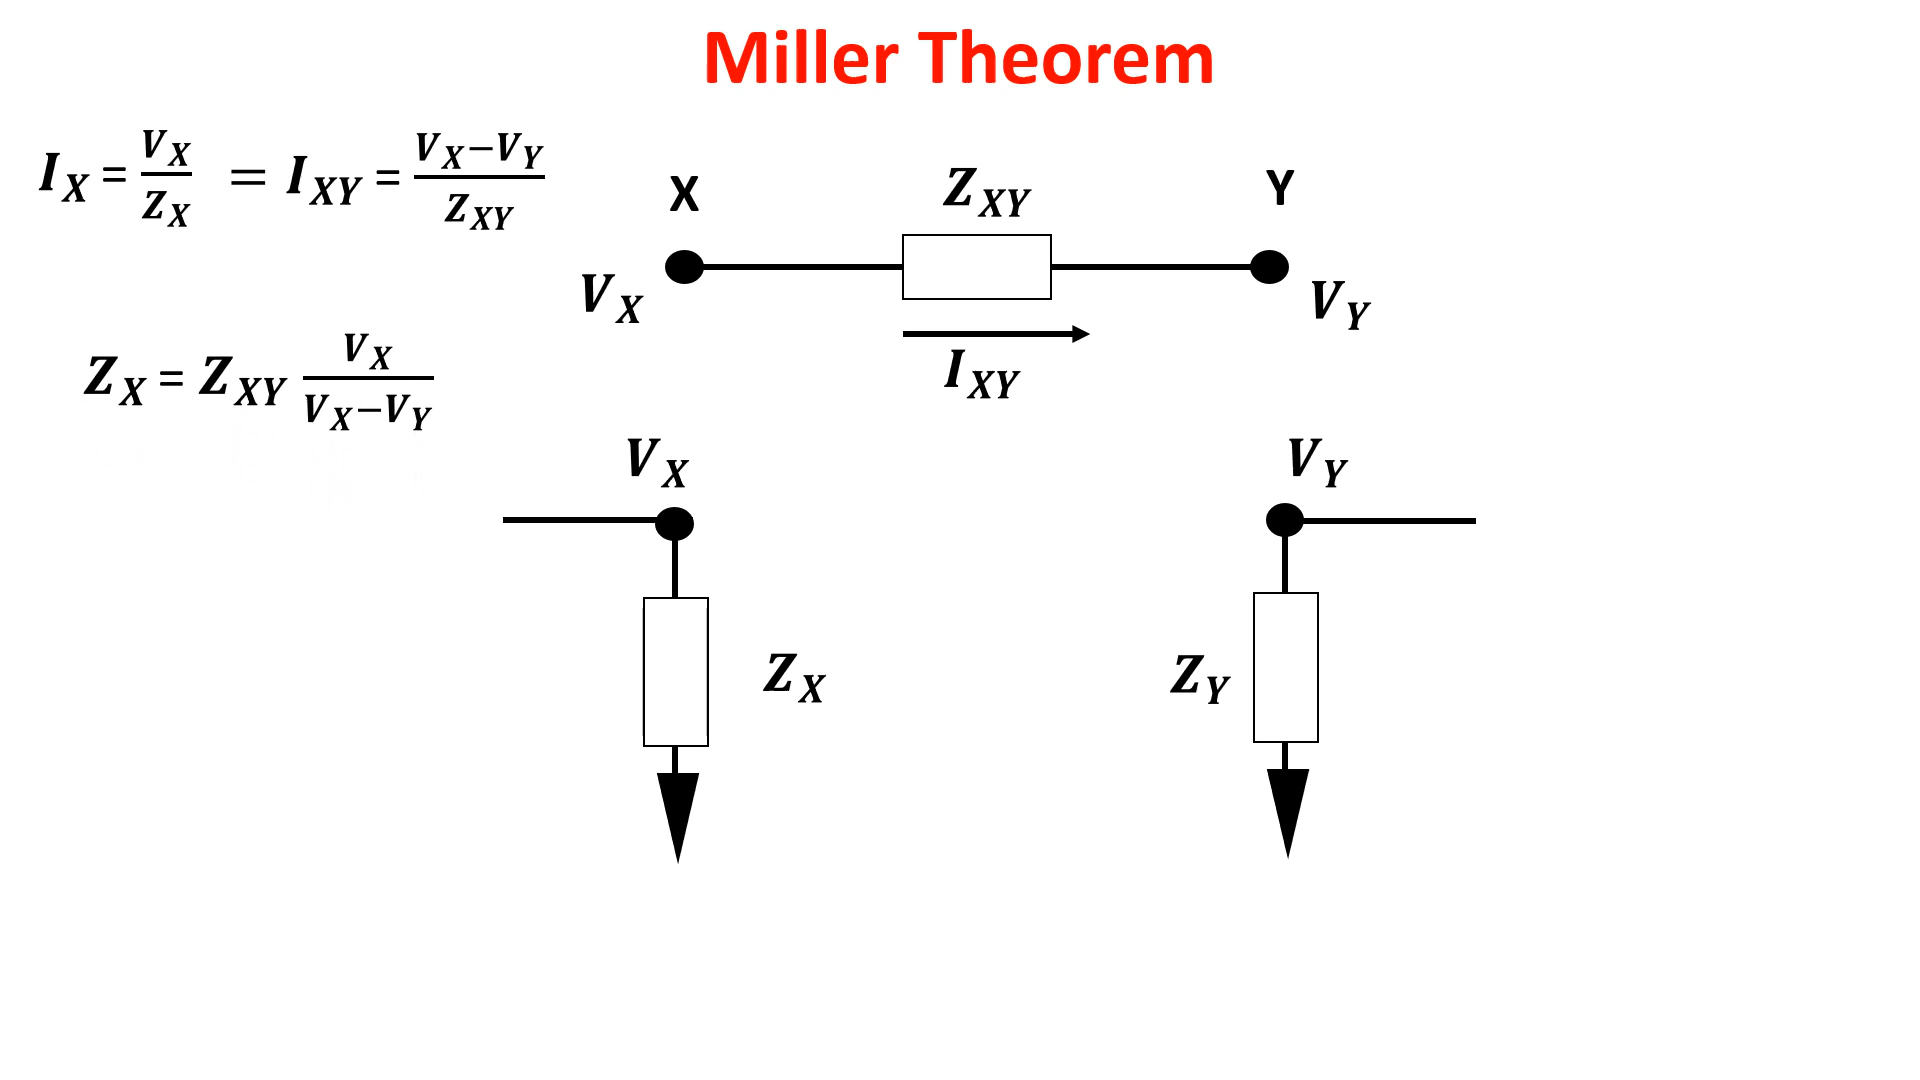 Miller Theorem
I_X = V_X/Z_X = I_XY = (V_X−V_Y)/Z_XY
X
Z_XY
Y
V_X
V_Y
I_XY
Z_X = Z_XY V_X/(V_X−V_Y)
V_X
V_Y
Z_X
Z_Y